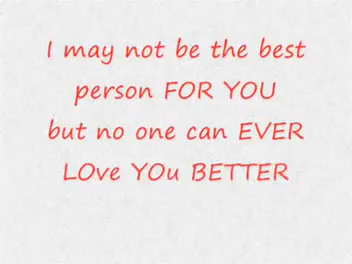 I may not be the best
person FOR YOU
but no one can EVER
LOve YOu BETTER